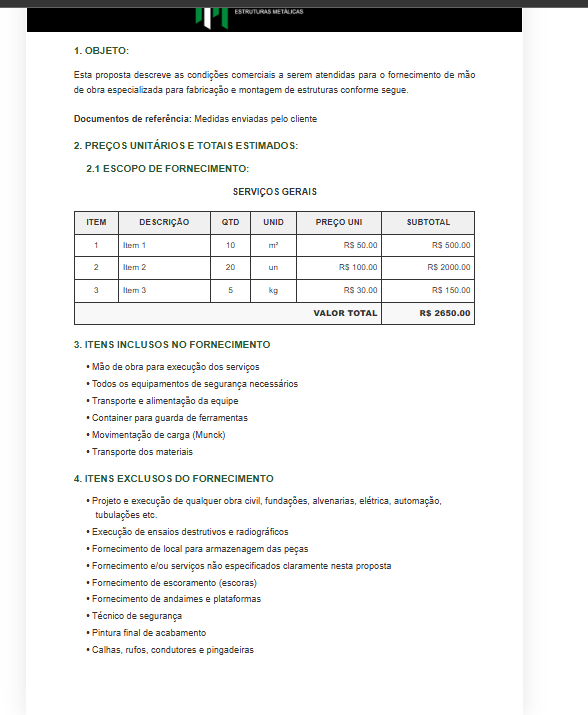 ESTRUTURAS METÁLICAS
1. OBJETO:
Esta proposta descreve as condições comerciais a serem atendidas para o fornecimento de mão
de obra especializada para fabricação e montagem de estruturas conforme segue.
Documentos de referência: Medidas enviadas pelo cliente
2. PREÇOS UNITÁRIOS E TOTAIS ESTIMADOS:
2.1 ESCOPO DE FORNECIMENTO:
SERVIÇOS GERAIS
ITEM DESCRIÇÃO QTD UNID PREÇO UNI SUBTOTAL
1 Item 1 10 m² R$ 50.00 R$ 500.00
2 Item 2 20 un R$ 100.00 R$ 2000.00
3 Item 3 5 kg R$ 30.00 R$ 150.00
VALOR TOTAL R$ 2650.00
3. ITENS INCLUSOS NO FORNECIMENTO
• Mão de obra para execução dos serviços
• Todos os equipamentos de segurança necessários
• Transporte e alimentação da equipe
• Container para guarda de ferramentas
• Movimentação de carga (Munck)
• Transporte dos materiais
4. ITENS EXCLUSOS DO FORNECIMENTO
• Projeto e execução de qualquer obra civil, fundações, alvenarias, elétrica, automação,
tubulações etc.
• Execução de ensaios destrutivos e radiográficos
• Fornecimento de local para armazenagem das peças
• Fornecimento e/ou serviços não especificados claramente nesta proposta
• Fornecimento de escoramento (escoras)
• Fornecimento de andaimes e plataformas
• Técnico de segurança
• Pintura final de acabamento
• Calhas, rufos, condutores e pingadeiras